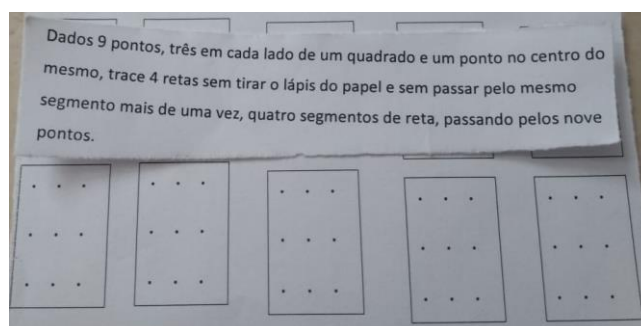 Dados 9 pontos, três em cada lado de um quadrado e um ponto no centro do
mesmo, trace 4 retas sem tirar o lápis do papel e sem passar pelo mesmo
segmento mais de uma vez, quatro segmentos de reta, passando pelos nove
pontos.